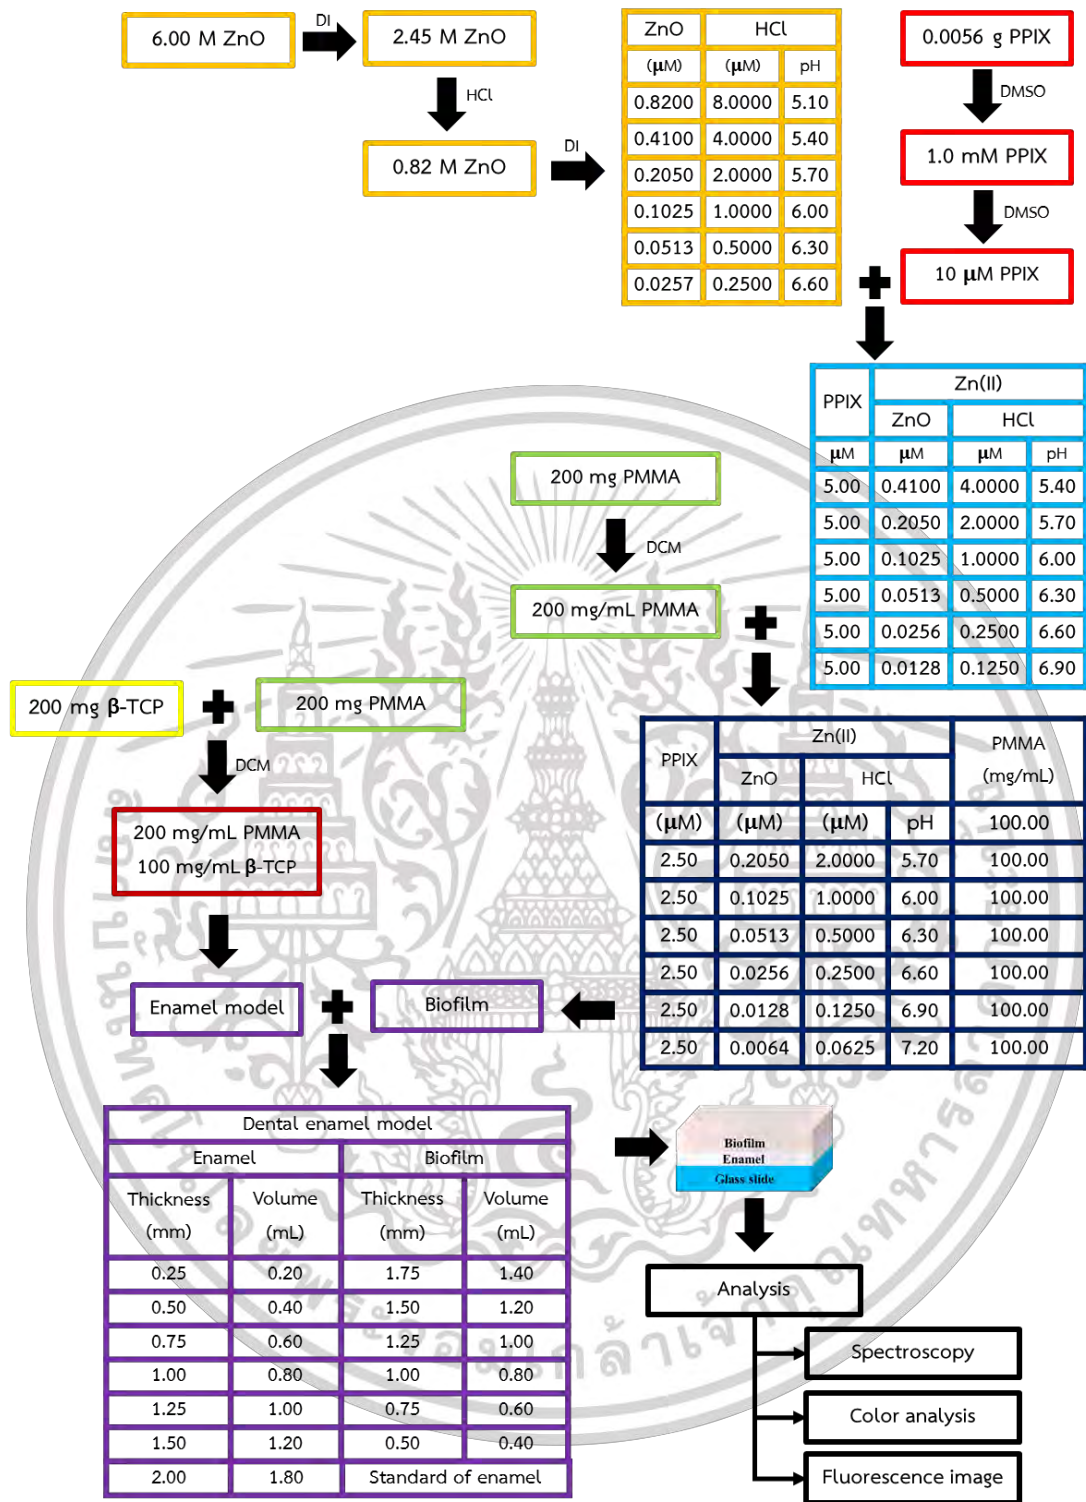 6.00 M ZnO
DI
2.45 M ZnO
HCl
0.82 M ZnO
DI
ZnO HCl
(μM) (μM) pH
0.8200 8.0000 5.10
0.4100 4.0000 5.40
0.2050 2.0000 5.70
0.1025 1.0000 6.00
0.0513 0.5000 6.30
0.0257 0.2500 6.60
0.0056 g PPIX
DMSO
1.0 mM PPIX
DMSO
10 μM PPIX
PPIX Zn(II)
ZnO HCl
μM μM μM pH
5.00 0.4100 4.0000 5.40
5.00 0.2050 2.0000 5.70
5.00 0.1025 1.0000 6.00
5.00 0.0513 0.5000 6.30
5.00 0.0256 0.2500 6.60
5.00 0.0128 0.1250 6.90
200 mg PMMA
DCM
200 mg/mL PMMA
200 mg β-TCP
200 mg PMMA
DCM
200 mg/mL PMMA
100 mg/mL β-TCP
PPIX Zn(II) PMMA
(mg/mL)
ZnO HCl
(μM) (μM) (μM) pH 100.00
2.50 0.2050 2.0000 5.70 100.00
2.50 0.1025 1.0000 6.00 100.00
2.50 0.0513 0.5000 6.30 100.00
2.50 0.0256 0.2500 6.60 100.00
2.50 0.0128 0.1250 6.90 100.00
2.50 0.0064 0.0625 7.20 100.00
Enamel model
Biofilm
Dental enamel model
Enamel Biofilm
Thickness Volume Thickness Volume
(mm) (mL) (mm) (mL)
0.25 0.20 1.75 1.40
0.50 0.40 1.50 1.20
0.75 0.60 1.25 1.00
1.00 0.80 1.00 0.80
1.25 1.00 0.75 0.60
1.50 1.20 0.50 0.40
2.00 1.80 Standard of enamel
Biofilm
Enamel
Glass slide
Analysis
Spectroscopy
Color analysis
Fluorescence image